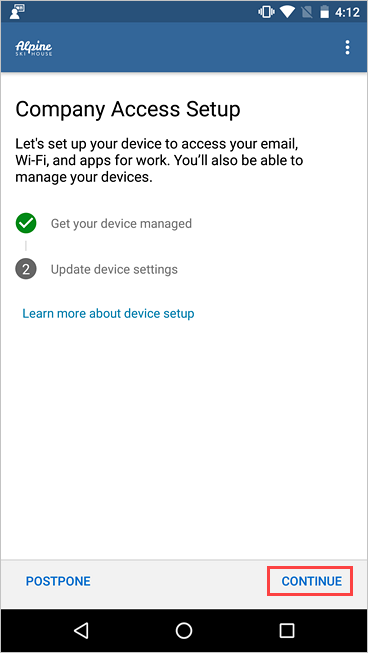 4:12
Alpine
SKI HOUSE
Company Access Setup
Let's set up your device to access your email,
Wi-Fi, and apps for work. You’ll also be able to
manage your devices.
Get your device managed
2 Update device settings
Learn more about device setup
POSTPONE CONTINUE